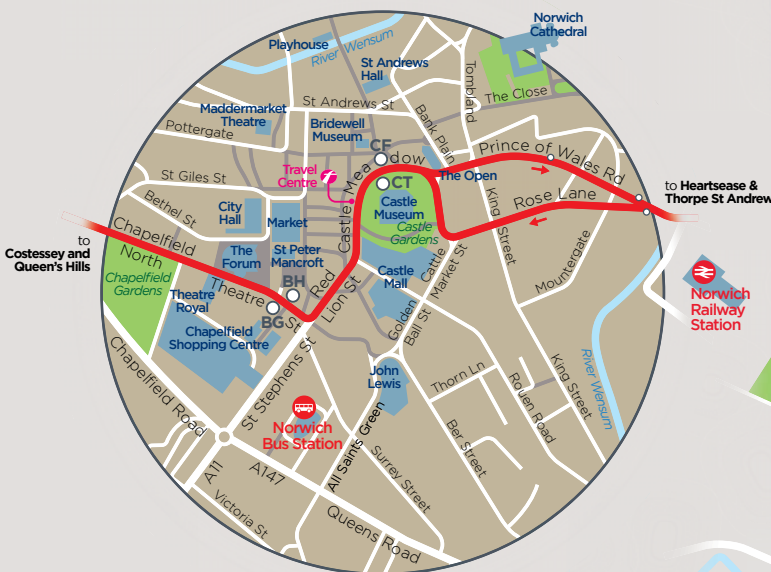 Norwich
Cathedral
Playhouse
River Wensum
St Andrews
Hall
Tombland
The Close
Maddermarket
Theatre
St Andrews St
Bank Plain
Pottergate
Bridewell
Museum
CF
Prince of Wales Rd
Castle Meadow
The Open
St Giles St
Travel
Centre
CT
Rose Lane
to Heartsease &
Thorpe St Andrew
Bethel St
City
Hall
Market
Castle
Museum
Castle
Gardens
King Street
Chapelfield North
to
Costessey and
Queen's Hills
The
Forum
St Peter
Mancroft
Cattle Market St
Mountergate
Chapelfield
Gardens
Theatre St
BH
Red Lion St
Castle
Mall
Norwich
Railway
Station
Theatre
Royal
BG
Golden Ball St
Chapelfield
Shopping Centre
River Wensum
Chapelfield Road
St Stephens St
John
Lewis
Thorn Ln
Rouen Road
King Street
Norwich
Bus Station
All Saints Green
Ber Street
Surrey Street
A11
A147
Victoria St
Queens Road